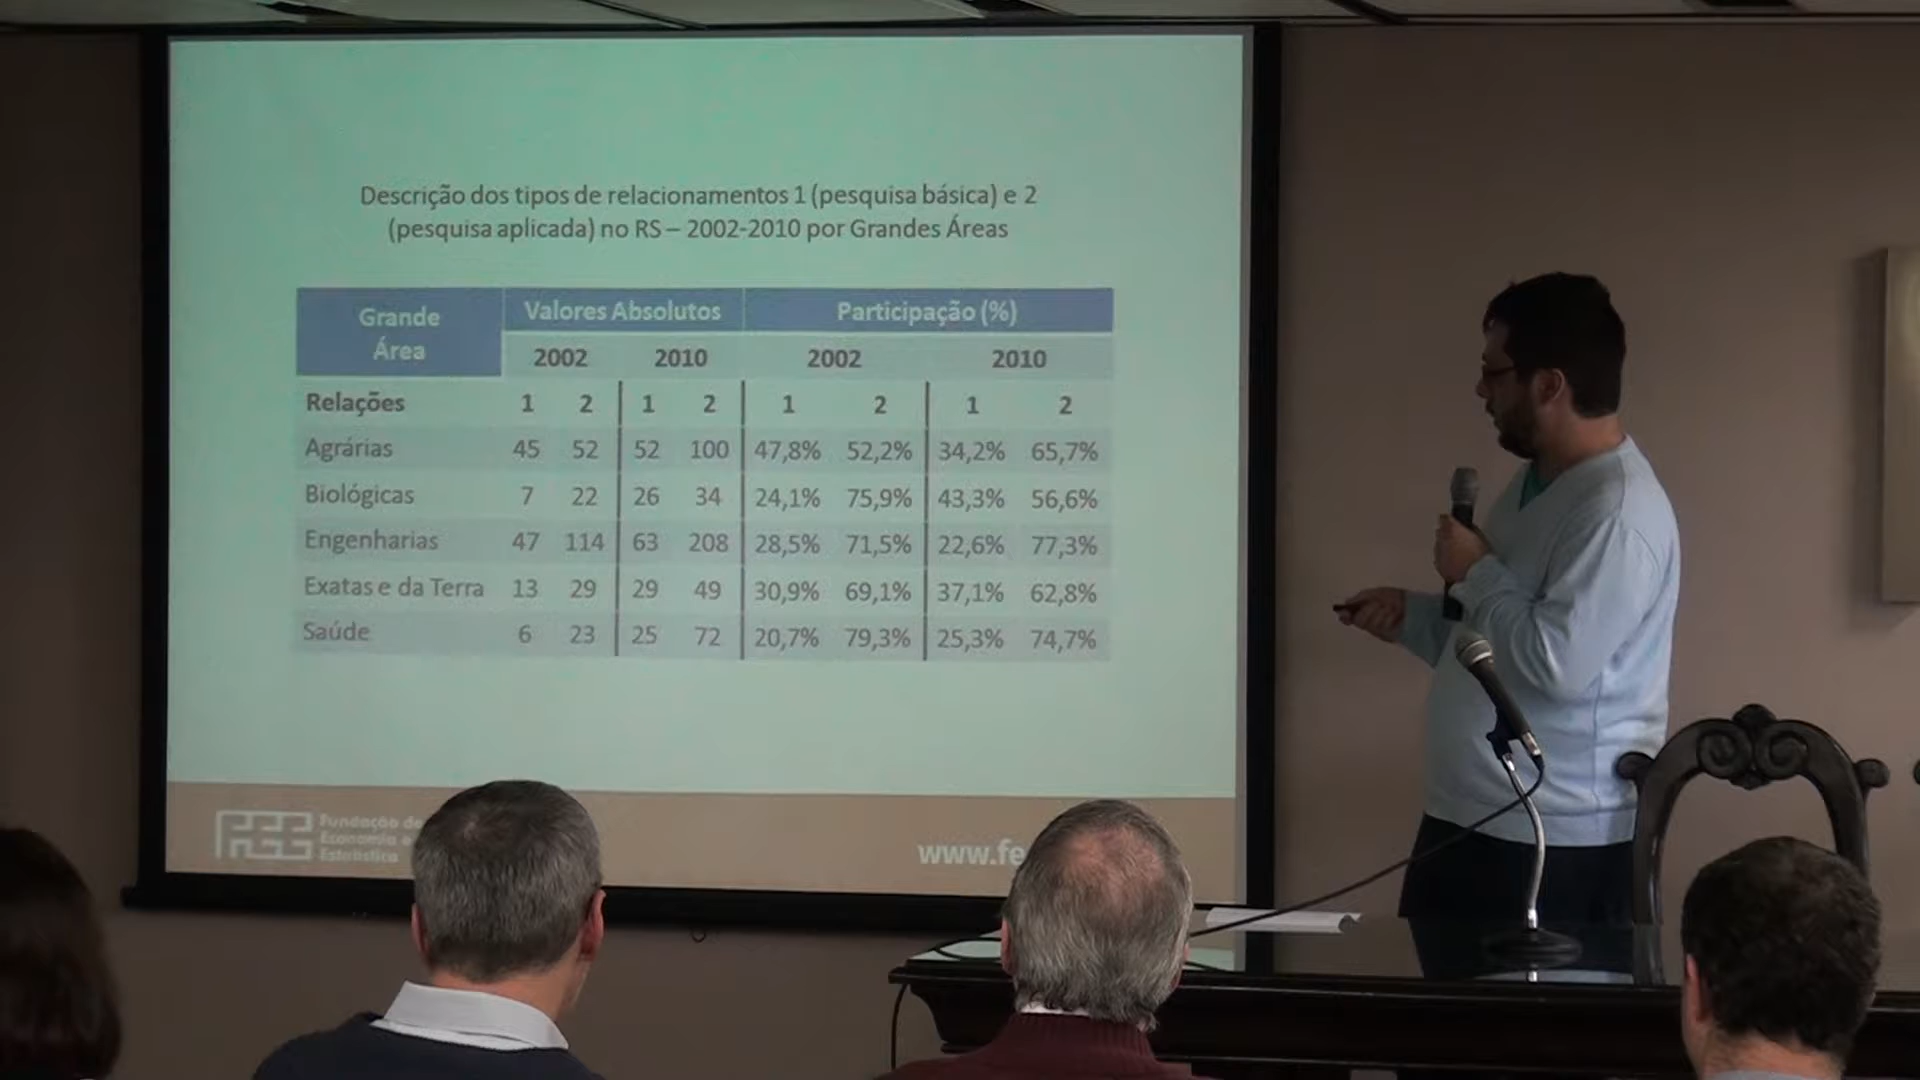 Descrição dos tipos de relacionamentos 1 (pesquisa básica) e 2
(pesquisa aplicada) no RS – 2002-2010 por Grandes Áreas
Grande Área Valores Absolutos Participação (%)
2002 2010 2002 2010
Relações 1 2 1 2 1 2 1 2
Agrárias 45 52 52 100 47,8% 52,2% 34,2% 65,7%
Biológicas 7 22 26 34 24,1% 75,9% 43,3% 56,6%
Engenharias 47 114 63 208 28,5% 71,5% 22,6% 77,3%
Exatas e da Terra 13 29 29 49 30,9% 69,1% 37,1% 62,8%
Saúde 6 23 25 72 20,7% 79,3% 25,3% 74,7%
FEE
Fundação de
Economia e
Estatística
www.fe